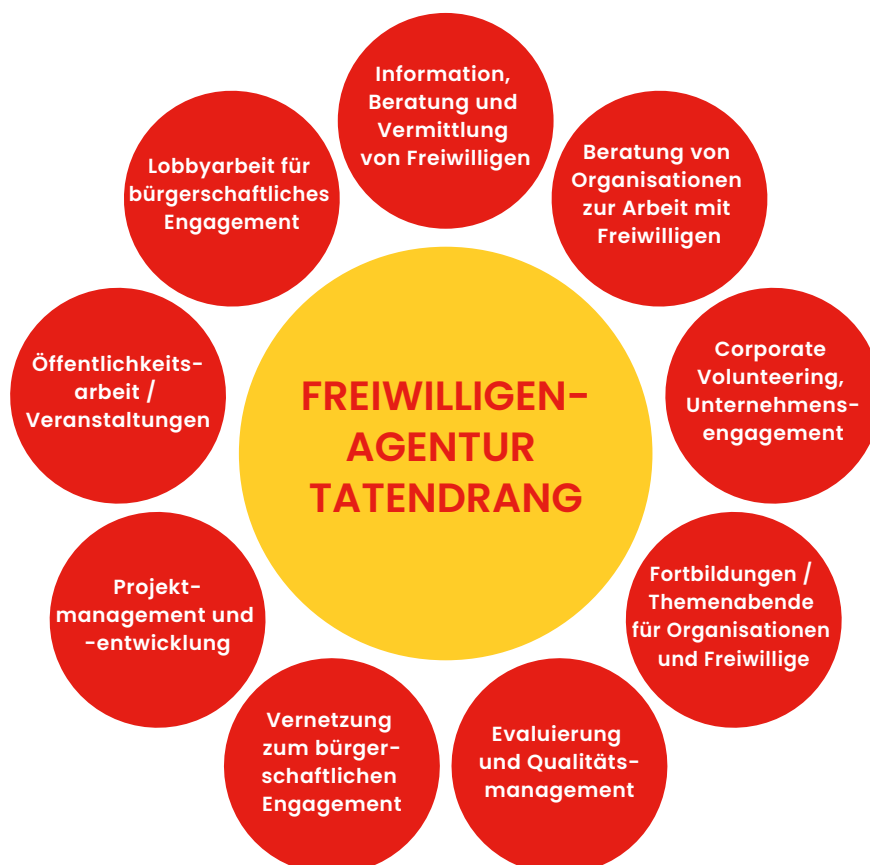 Information,
Beratung und
Vermittlung
von Freiwilligen
Beratung von
Organisationen
zur Arbeit mit
Freiwilligen
Corporate
Volunteering,
Unternehmens-
engagement
Fortbildungen /
Themenabende
für Organisationen
und Freiwillige
Evaluierung
und Qualitäts-
management
Vernetzung
zum bürger-
schaftlichen
Engagement
Projekt-
management und
-entwicklung
Öffentlichkeits-
arbeit /
Veranstaltungen
Lobbyarbeit für
bürgerschaftliches
Engagement
FREIWILLIGEN-
AGENTUR
TATENDRANG